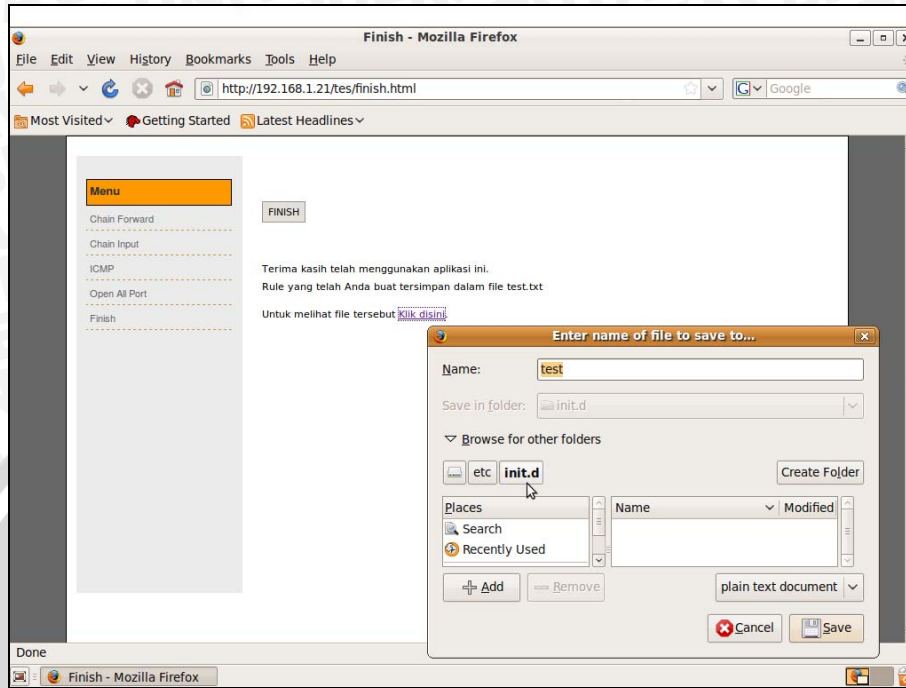 Finish - Mozilla Firefox
File Edit View History Bookmarks Tools Help
http://192.168.1.21/tes/finish.html
Google
Most Visited Getting Started Latest Headlines
Menu
Chain Forward
Chain Input
ICMP
Open All Port
Finish
FINISH
Terima kasih telah menggunakan aplikasi ini.
Rule yang telah Anda buat tersimpan dalam file test.txt
Untuk melihat file tersebut Klik disini.
Enter name of file to save to...
Name: test
Save in folder: init.d
Browse for other folders
etc init.d Create Folder
Places Name Modified
Search
Recently Used
Add Remove plain text document
Cancel Save
Done
Finish - Mozilla Firefox